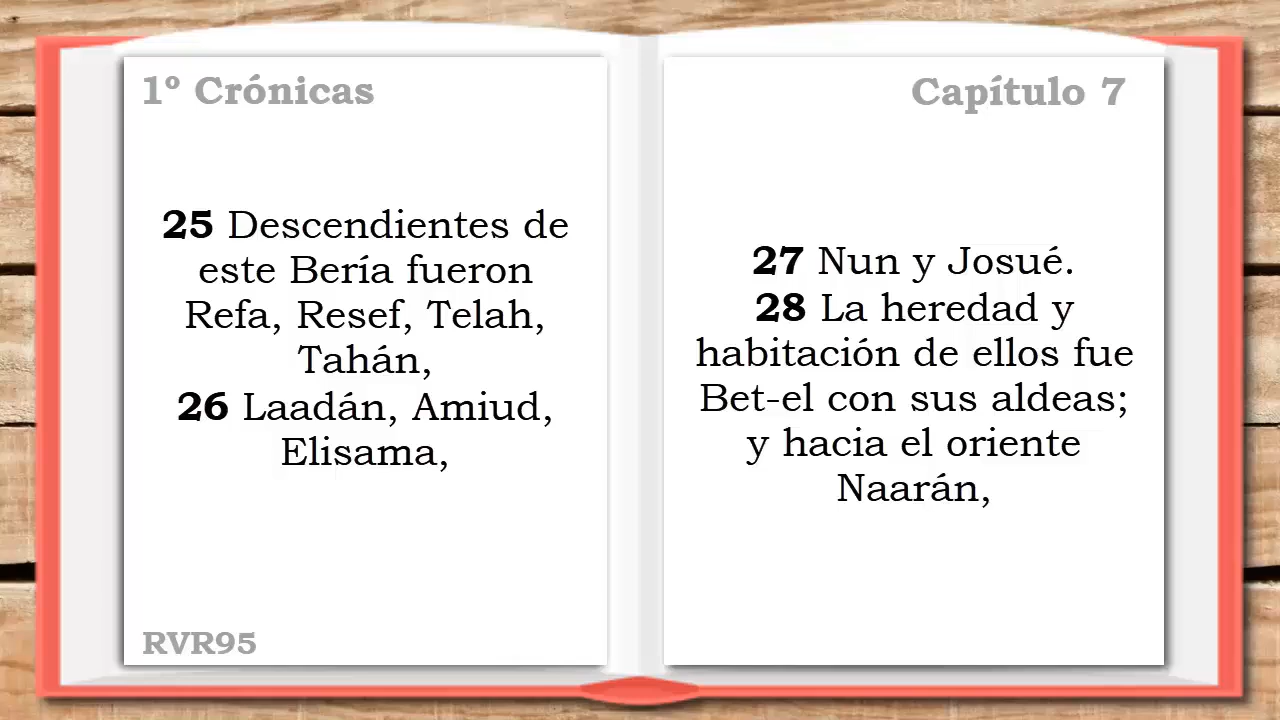 1º Crónicas
25 Descendientes de
este Bería fueron
Refa, Resef, Telah,
Tahán,
26 Laadán, Amiud,
Elisama,
RVR95
Capítulo 7
27 Nun y Josué.
28 La heredad y
habitación de ellos fue
Bet-el con sus aldeas;
y hacia el oriente
Naarán,